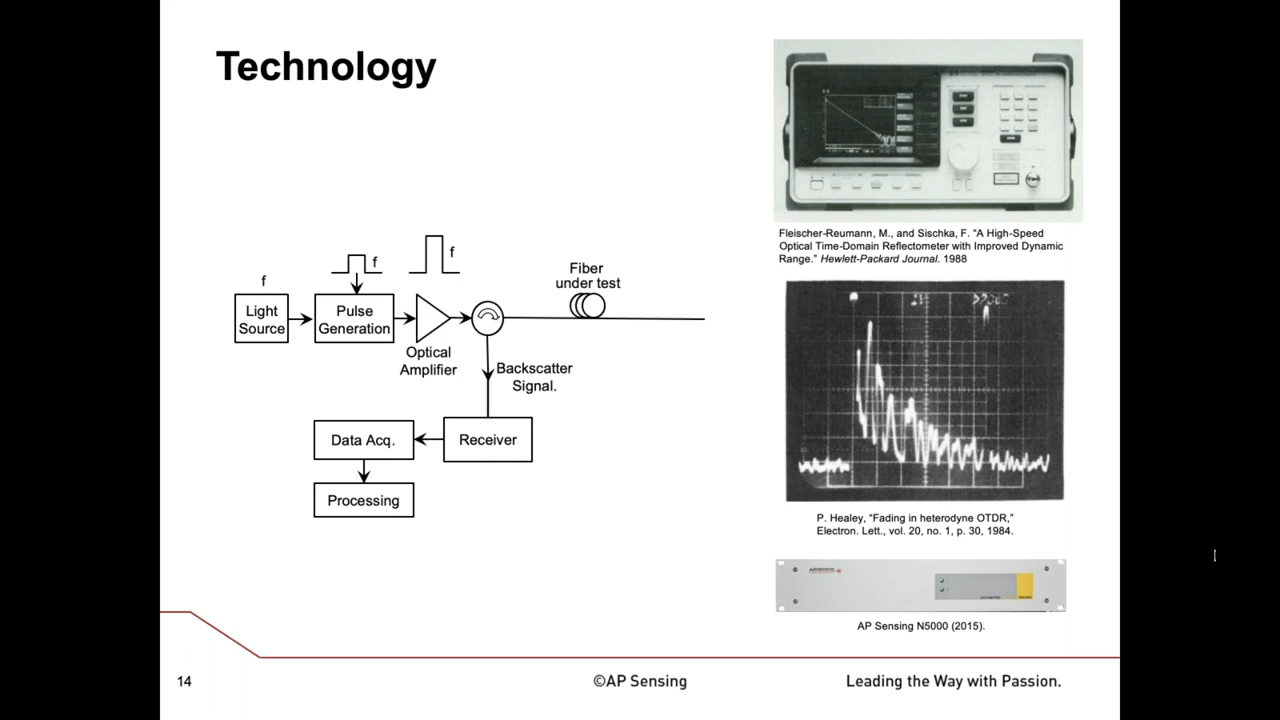 Technology
f
f
f
Light
Source
Pulse
Generation
Optical
Amplifier
Fiber
under test
Backscatter
Signal.
Receiver
Data Acq.
Processing
Fleischer-Reumann, M., and Sischka, F. “A High-Speed
Optical Time-Domain Reflectometer with Improved Dynamic
Range.” Hewlett-Packard Journal. 1988
P. Healey, “Fading in heterodyne OTDR,”
Electron. Lett., vol. 20, no. 1, p. 30, 1984.
AP Sensing N5000 (2015).
14
©AP Sensing
Leading the Way with Passion.